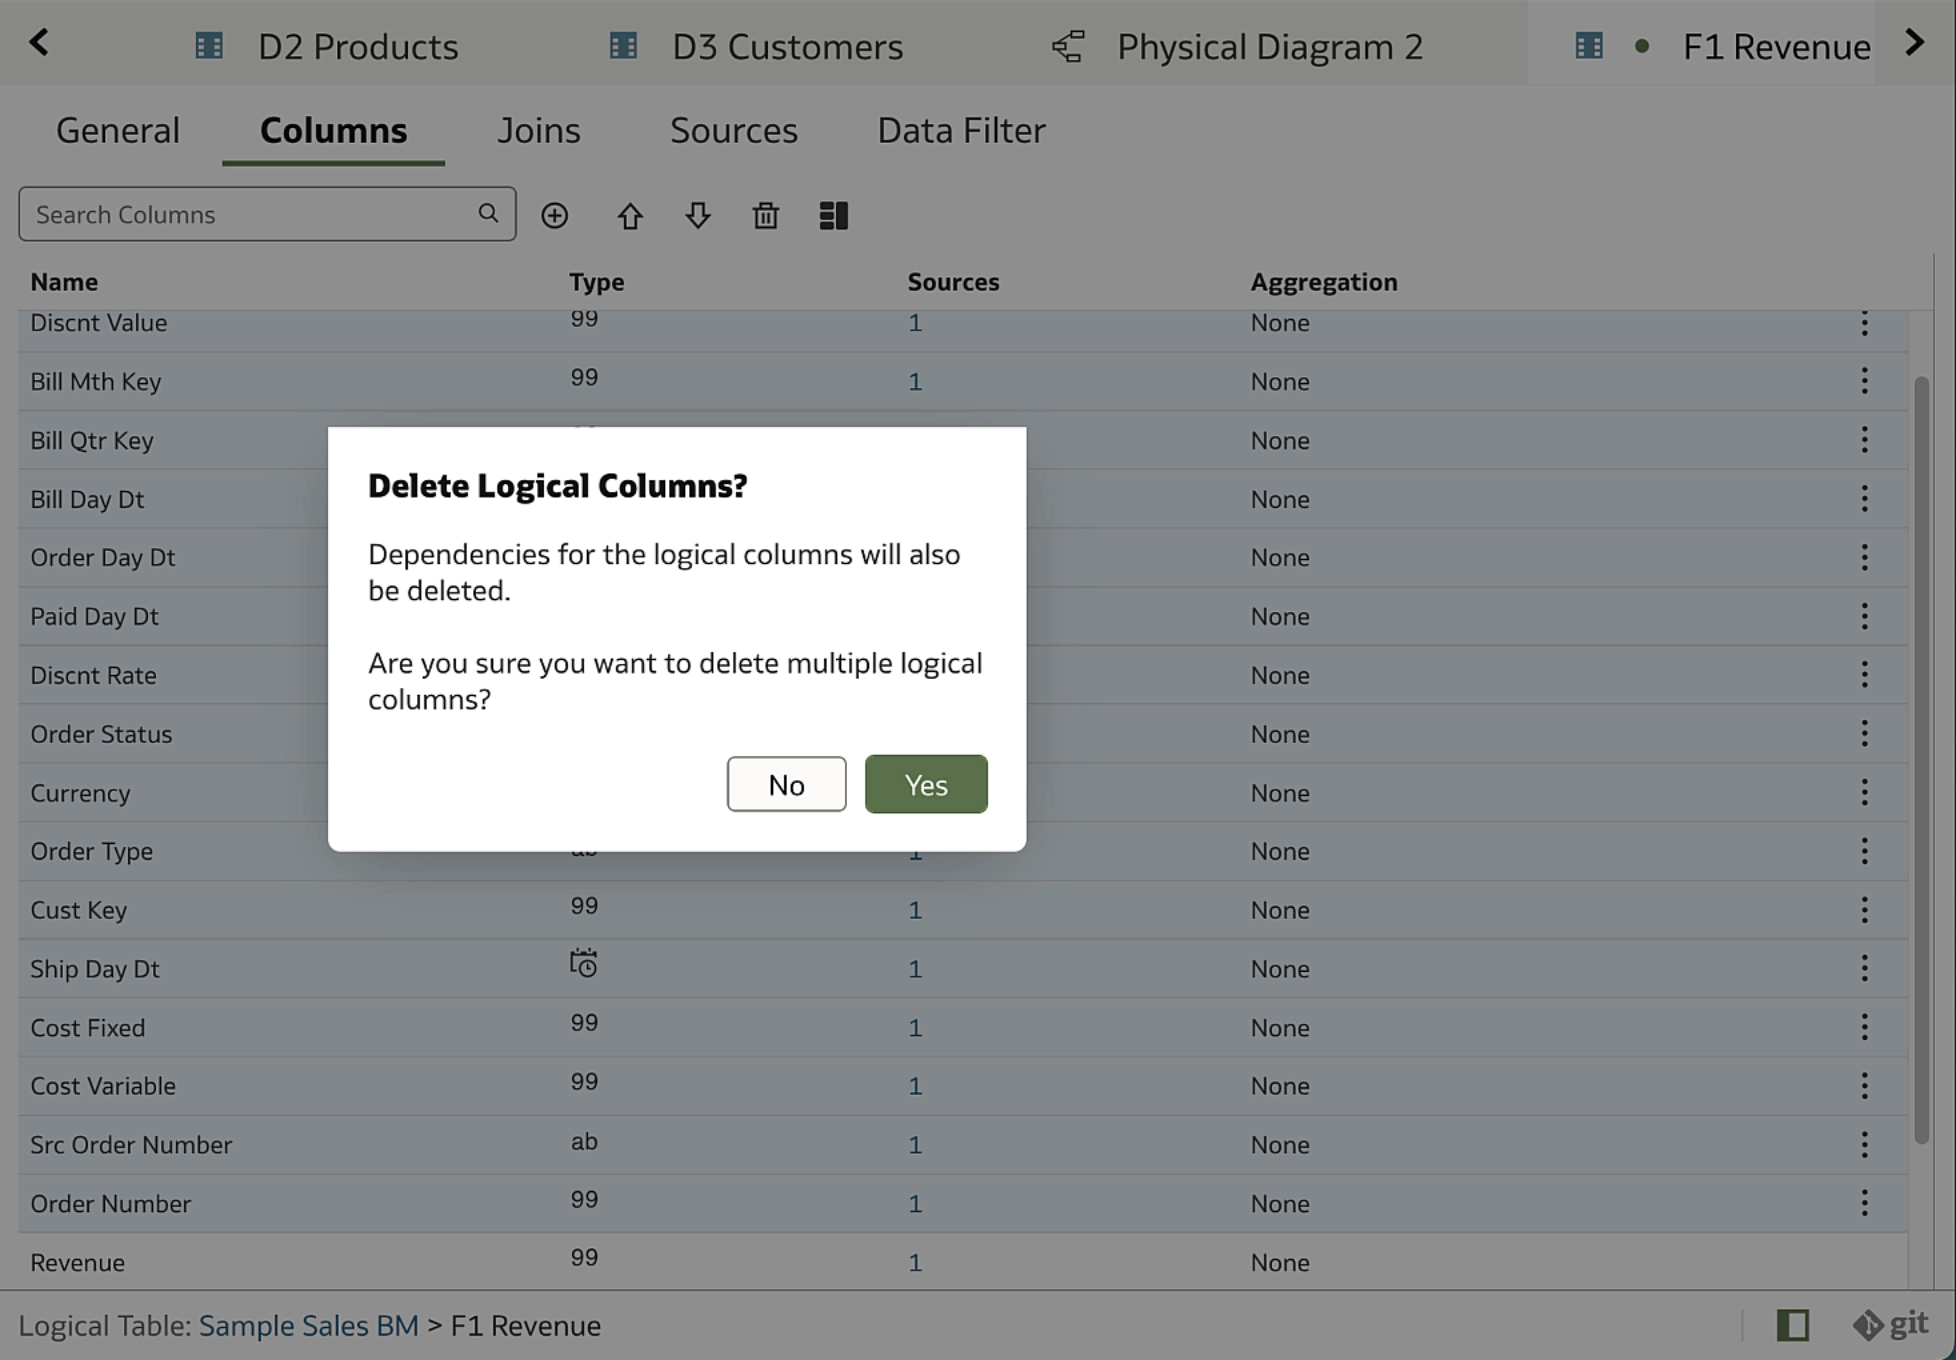 D2 Products D3 Customers Physical Diagram 2 F1 Revenue
General Columns Joins Sources Data Filter
Search Columns
Name Type Sources Aggregation
Discnt Value 99 1 None
Bill Mth Key 99 1 None
Bill Qtr Key None
Bill Day Dt None
Order Day Dt None
Paid Day Dt None
Discnt Rate None
Order Status None
Currency None
Order Type ab 1 None
Cust Key 99 1 None
Ship Day Dt 1 None
Cost Fixed 99 1 None
Cost Variable 99 1 None
Src Order Number ab 1 None
Order Number 99 1 None
Revenue 99 1 None
Delete Logical Columns?
Dependencies for the logical columns will also
be deleted.
Are you sure you want to delete multiple logical
columns?
No Yes
Logical Table: Sample Sales BM > F1 Revenue git